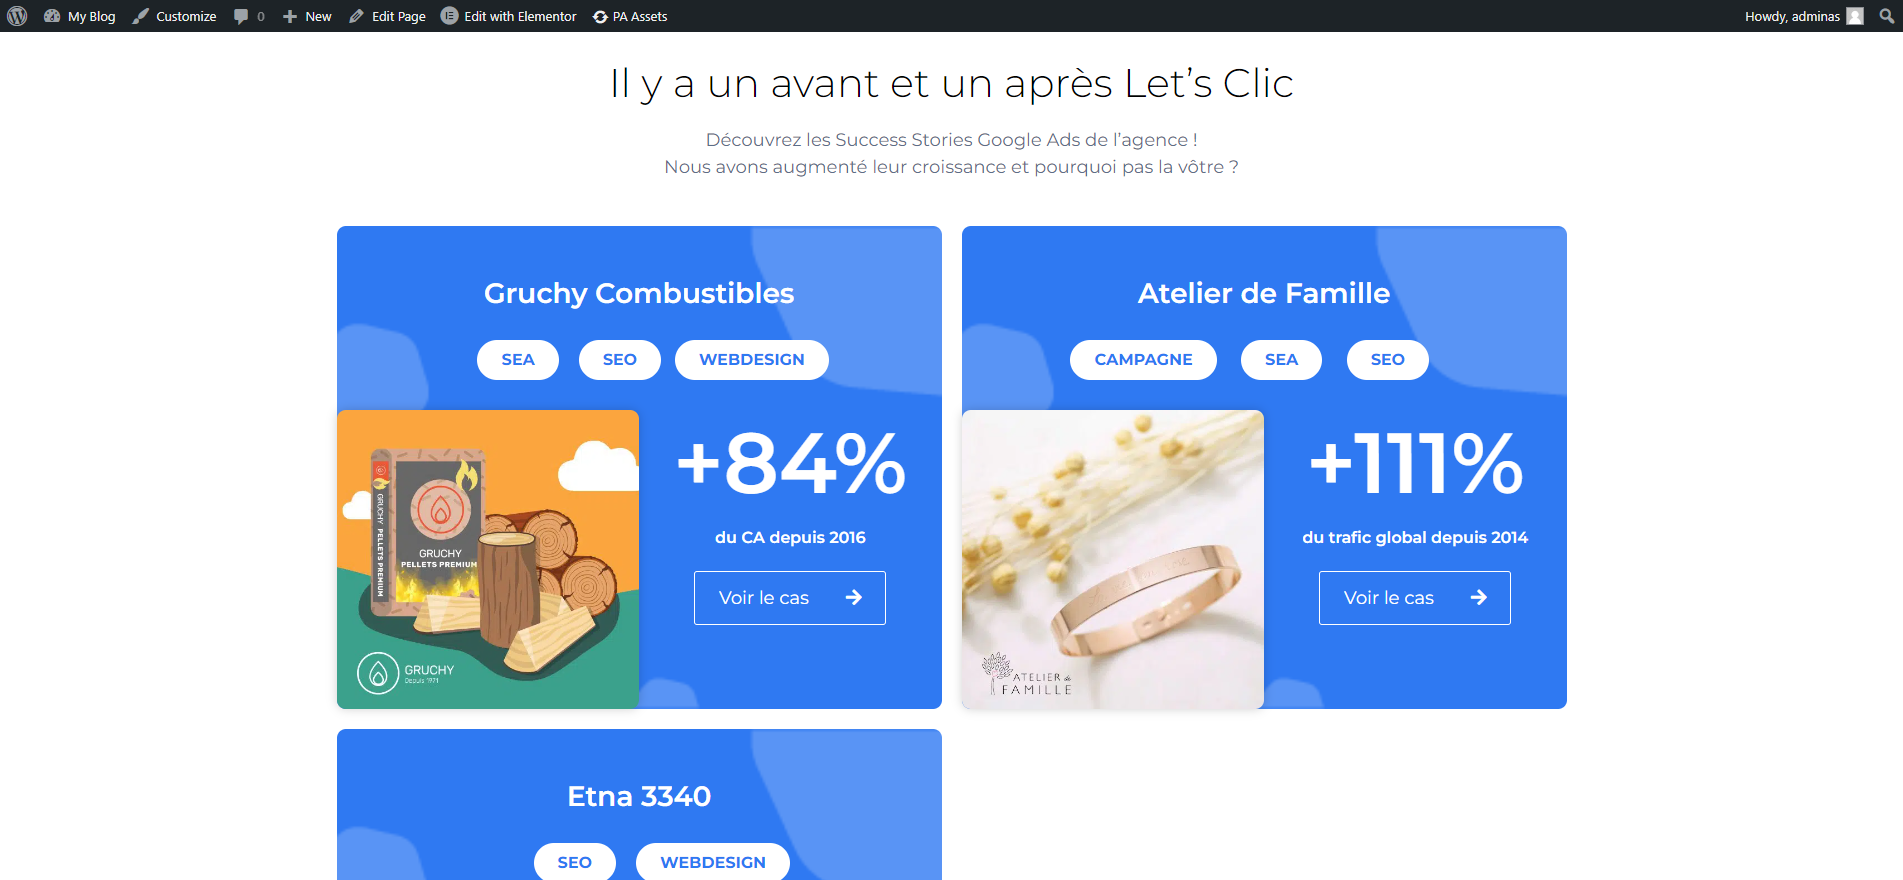 My Blog Customize 0 New Edit Page Edit with Elementor PA Assets Howdy, adminas
Il y a un avant et un après Let’s Clic
Découvrez les Success Stories Google Ads de l’agence !
Nous avons augmenté leur croissance et pourquoi pas la vôtre ?
Gruchy Combustibles
SEA SEO WEBDESIGN
GRUCHY PELLETS PREMIUM
GRUCHY
PELLETS PREMIUM
GRUCHY
Depuis 1971
+84%
du CA depuis 2016
Voir le cas
Atelier de Famille
CAMPAGNE SEA SEO
ATELIER de
FAMILLE
+111%
du trafic global depuis 2014
Voir le cas
Etna 3340
SEO WEBDESIGN